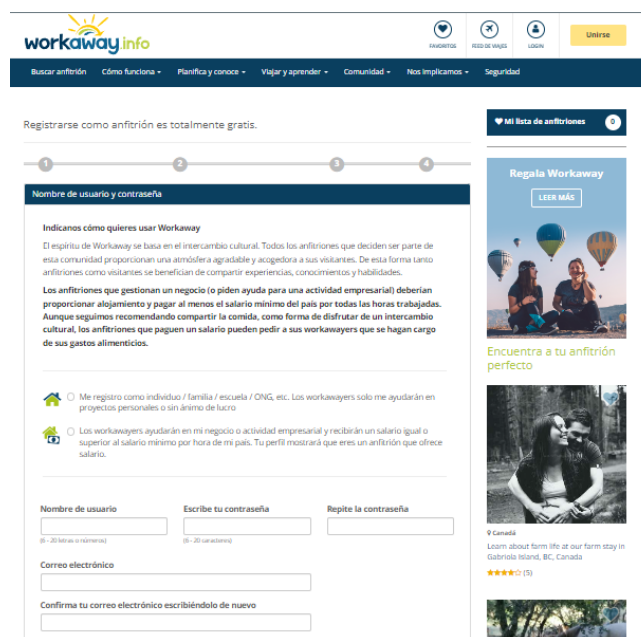 workaway.info
FAVORITOS
FEED DE VIAJES
LOGIN
Unirse
Buscar anfitrión
Cómo funciona
Planifica y conoce
Viajar y aprender
Comunidad
Nos implicamos
Seguridad
Registrarse como anfitrión es totalmente gratis.
Mi lista de anfitriones 0
1 2 3 4
Nombre de usuario y contraseña
Indícanos cómo quieres usar Workaway
El espíritu de Workaway se basa en el intercambio cultural. Todos los anfitriones que deciden ser parte de
esta comunidad proporcionan una atmósfera agradable y acogedora a sus visitantes. De esta forma tanto
anfitriones como visitantes se benefician de compartir experiencias, conocimientos y habilidades.
Los anfitriones que gestionan un negocio (o piden ayuda para una actividad empresarial) deberían
proporcionar alojamiento y pagar al menos el salario mínimo del país por todas las horas trabajadas.
Aunque seguimos recomendando compartir la comida, como forma de disfrutar de un intercambio
cultural, los anfitriones que paguen un salario pueden pedir a sus workawayers que se hagan cargo
de sus gastos alimenticios.
Me registro como individuo / familia / escuela / ONG, etc. Los workawayers solo me ayudarán en
proyectos personales o sin ánimo de lucro
Los workawayers ayudarán en mi negocio o actividad empresarial y recibirán un salario igual o
superior al salario mínimo por hora de mi país. Tu perfil mostrará que eres un anfitrión que ofrece
salario.
Nombre de usuario
Escribe tu contraseña
Repite la contraseña
(6 - 20 letras o números)
(6 - 20 caracteres)
Correo electrónico
Confirma tu correo electrónico escribiéndolo de nuevo
Regala Workaway
LEER MÁS
Encuentra a tu anfitrión
perfecto
Canadá
Learn about farm life at our farm stay in
Gabriola Island, BC, Canada
(5)